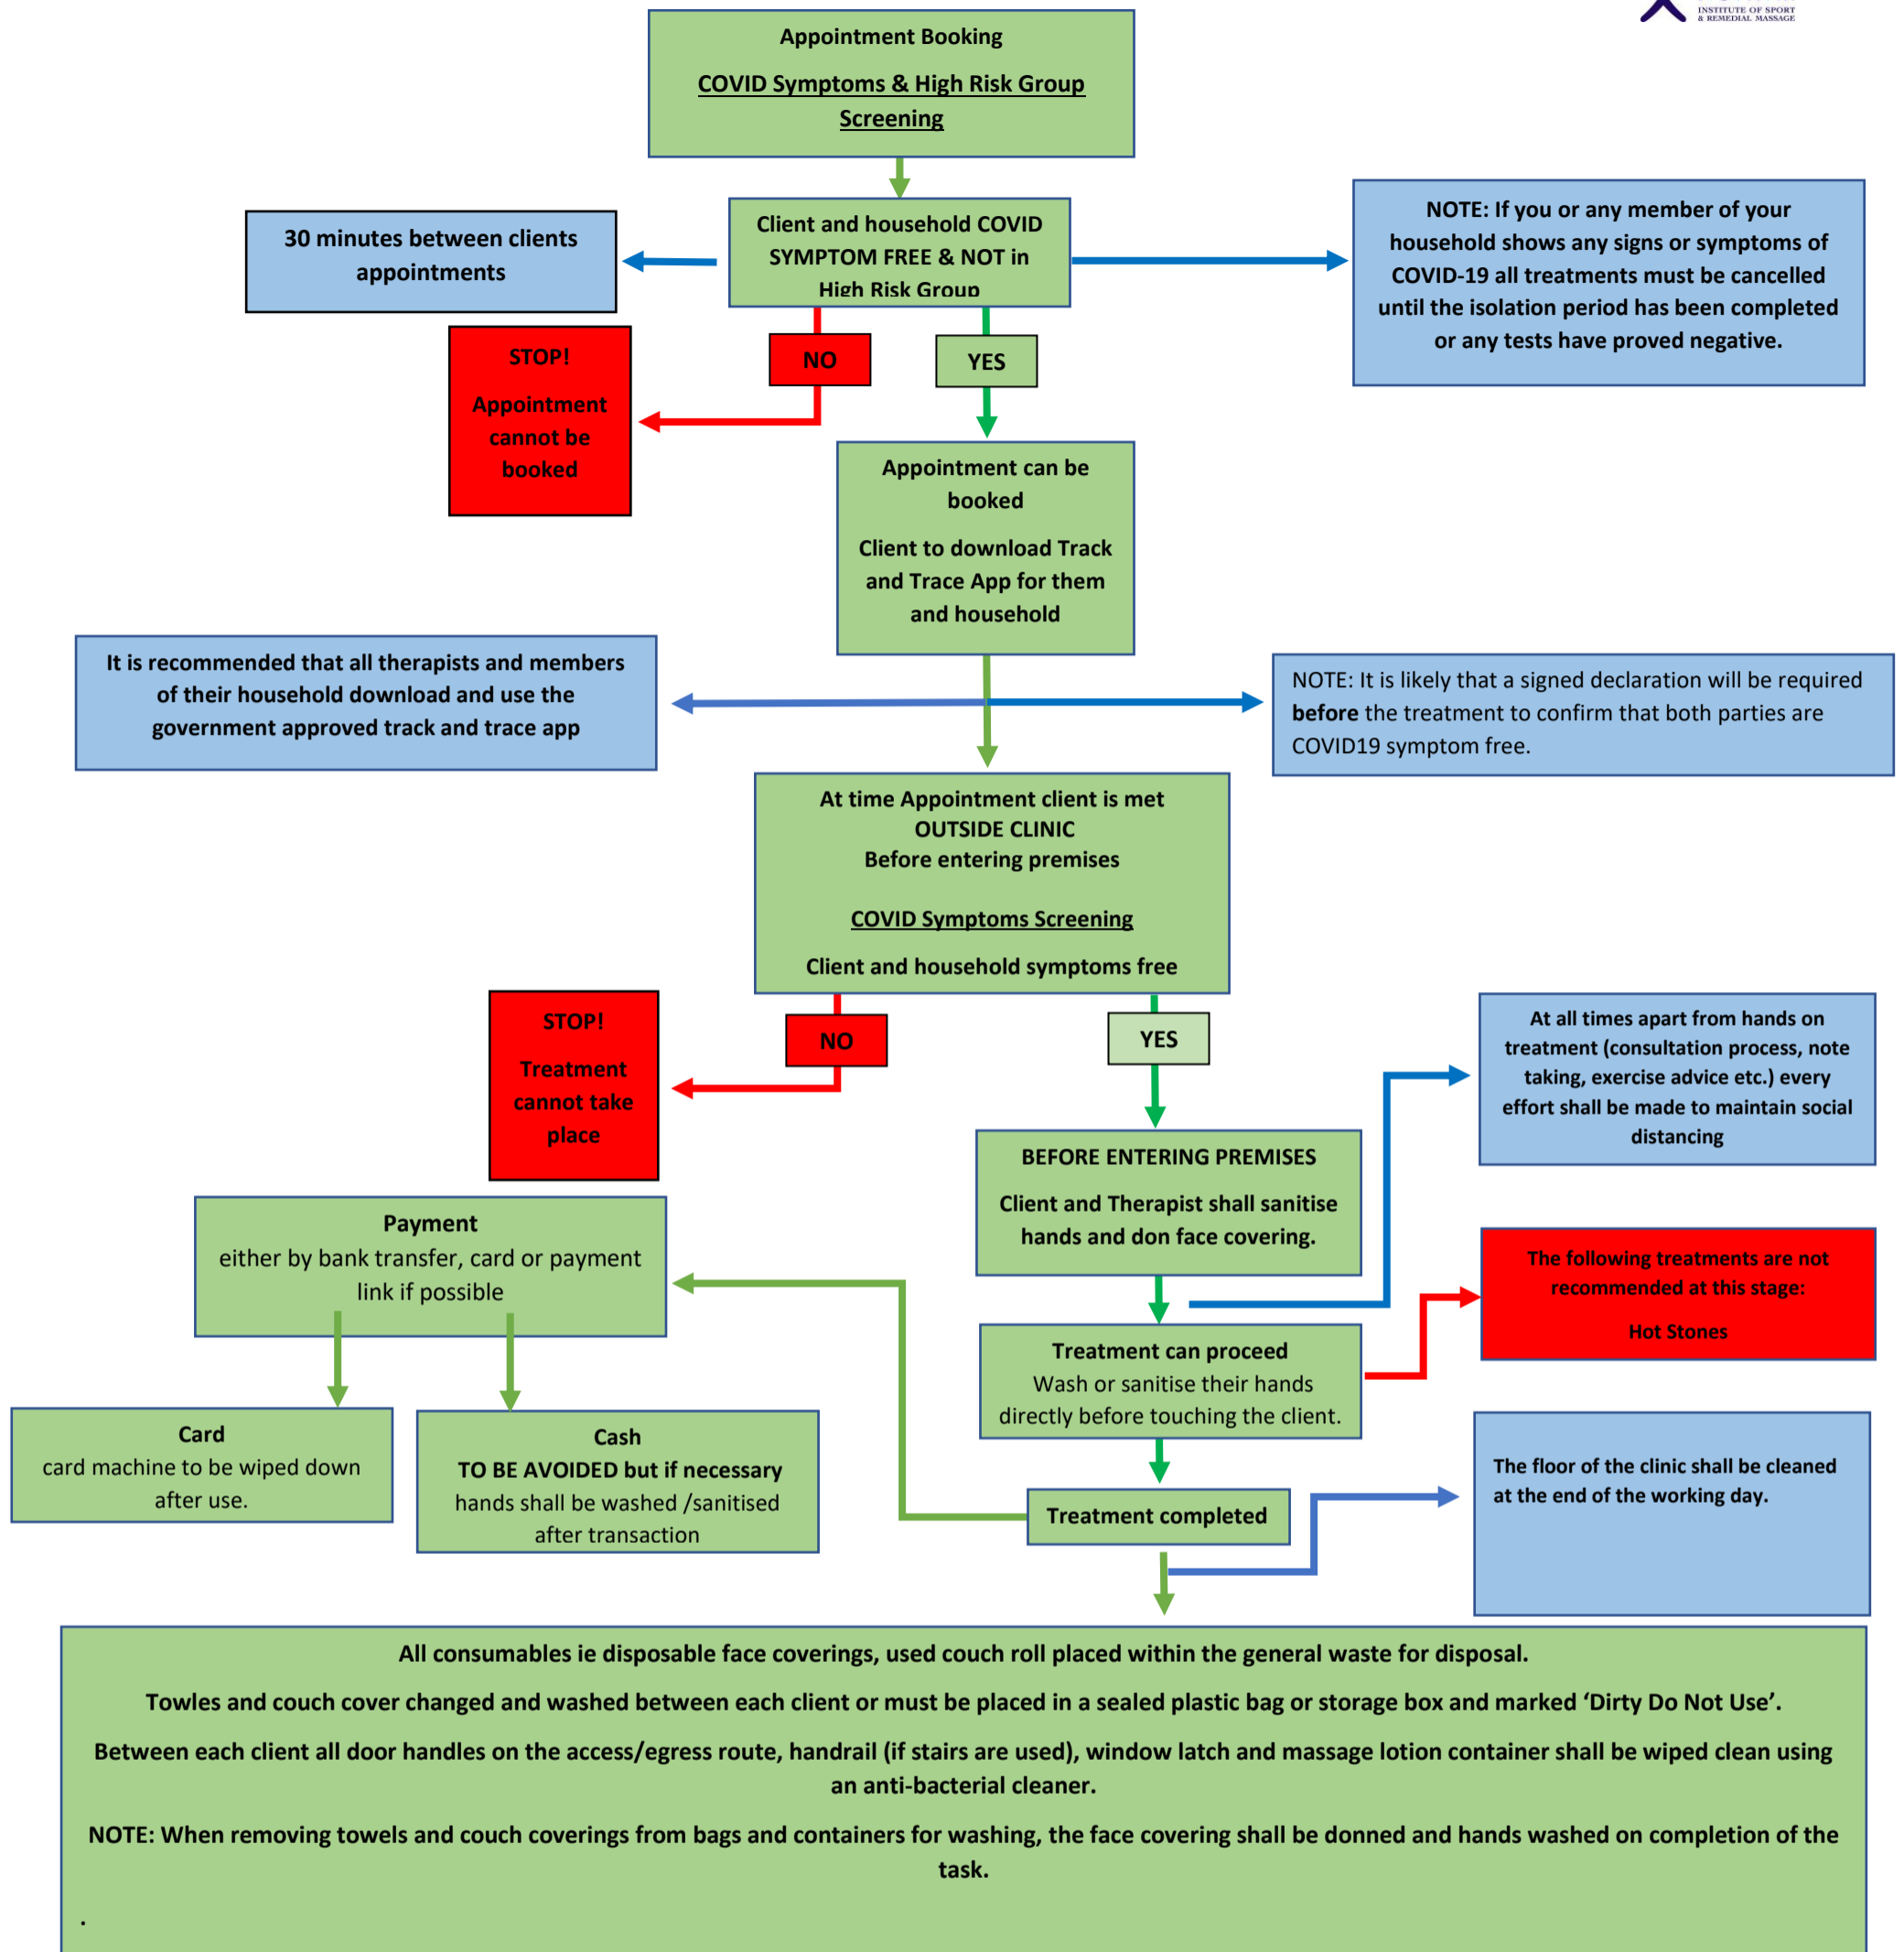 INSTITUTE OF SPORT
& REMEDIAL MASSAGE
Appointment Booking
COVID Symptoms & High Risk Group
Screening
Client and household COVID
SYMPTOM FREE & NOT in
High Risk Group
30 minutes between clients
appointments
NOTE: If you or any member of your
household shows any signs or symptoms of
COVID-19 all treatments must be cancelled
until the isolation period has been completed
or any tests have proved negative.
NO
YES
STOP!
Appointment
cannot be
booked
Appointment can be
booked
Client to download Track
and Trace App for them
and household
It is recommended that all therapists and members
of their household download and use the
government approved track and trace app
NOTE: It is likely that a signed declaration will be required
before the treatment to confirm that both parties are
COVID19 symptom free.
At time Appointment client is met
OUTSIDE CLINIC
Before entering premises
COVID Symptoms Screening
Client and household symptoms free
NO
YES
STOP!
Treatment
cannot take
place
At all times apart from hands on
treatment (consultation process, note
taking, exercise advice etc.) every
effort shall be made to maintain social
distancing
BEFORE ENTERING PREMISES
Client and Therapist shall sanitise
hands and don face covering.
Payment
either by bank transfer, card or payment
link if possible
The following treatments are not
recommended at this stage:
Hot Stones
Treatment can proceed
Wash or sanitise their hands
directly before touching the client.
Card
card machine to be wiped down
after use.
Cash
TO BE AVOIDED but if necessary
hands shall be washed /sanitised
after transaction
The floor of the clinic shall be cleaned
at the end of the working day.
Treatment completed
All consumables ie disposable face coverings, used couch roll placed within the general waste for disposal.
Towles and couch cover changed and washed between each client or must be placed in a sealed plastic bag or storage box and marked ‘Dirty Do Not Use’.
Between each client all door handles on the access/egress route, handrail (if stairs are used), window latch and massage lotion container shall be wiped clean using
an anti-bacterial cleaner.
NOTE: When removing towels and couch coverings from bags and containers for washing, the face covering shall be donned and hands washed on completion of the
task.
.